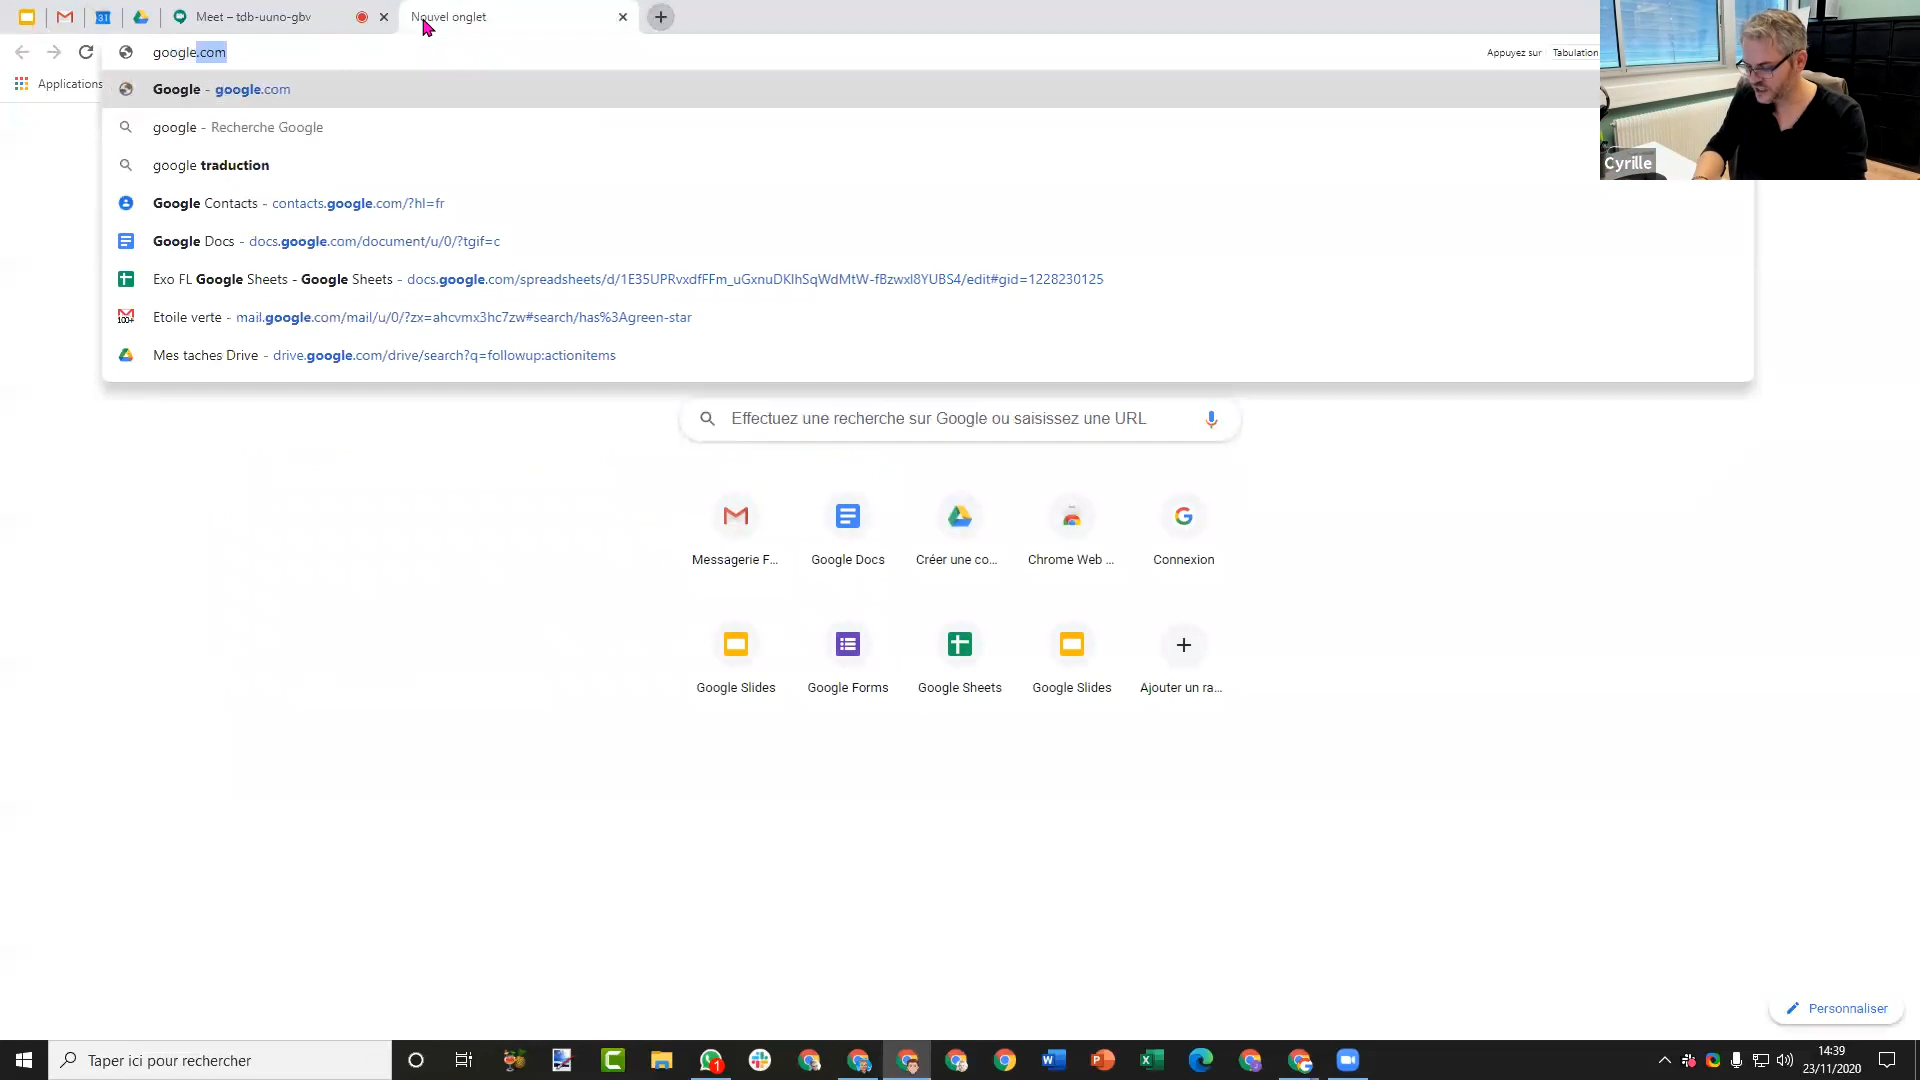 Meet – tdb-uuno-gbv
Nouvel onglet
google.com
Appuyez sur Tabulation
Applications
Google - google.com
google - Recherche Google
google traduction
Google Contacts - contacts.google.com/?hl=fr
Google Docs - docs.google.com/document/u/0/?tgif=c
Exo FL Google Sheets - Google Sheets - docs.google.com/spreadsheets/d/1E35UPRvxdfFFm_uGxnuDKIhSqWdMtW-fBzwxl8YUBS4/edit#gid=1228230125
Etoile verte - mail.google.com/mail/u/0/?zx=ahcvmx3hc7zw#search/has%3Agreen-star
Mes taches Drive - drive.google.com/drive/search?q=followup:actionitems
Cyrille
Effectuez une recherche sur Google ou saisissez une URL
Messagerie F...
Google Docs
Créer une co...
Chrome Web ...
Connexion
Google Slides
Google Forms
Google Sheets
Google Slides
Ajouter un ra...
Personnaliser
Taper ici pour rechercher
14:39
23/11/2020